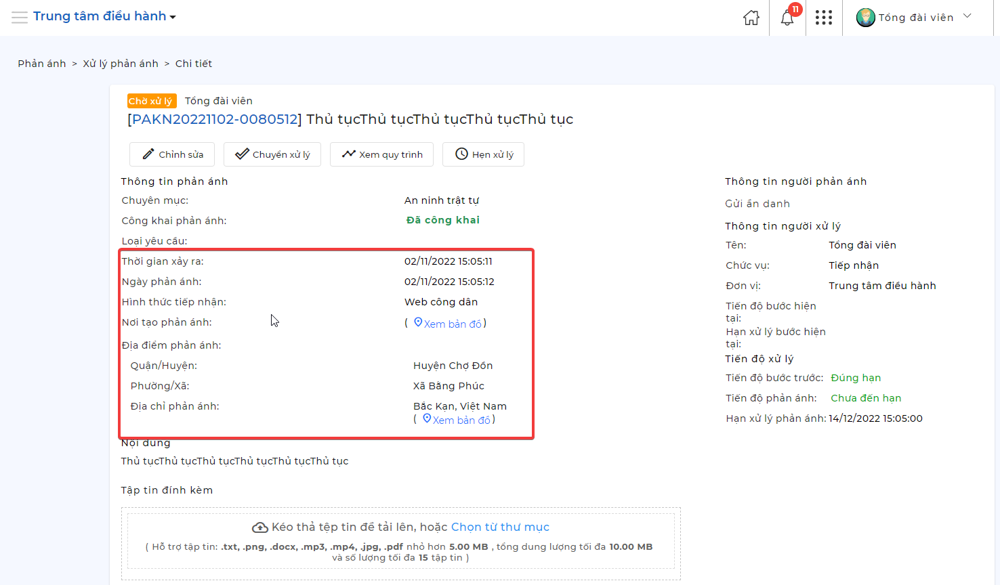 Trung tâm điều hành
11
Tổng đài viên
Phản ánh > Xử lý phản ánh > Chi tiết
Chờ xử lý Tổng đài viên
[PAKN20221102-0080512] Thủ tụcThủ tụcThủ tụcThủ tụcThủ tục
Chỉnh sửa
Chuyển xử lý
Xem quy trình
Hẹn xử lý
Thông tin phản ánh
Chuyên mục: An ninh trật tự
Công khai phản ánh: Đã công khai
Loại yêu cầu:
Thời gian xảy ra: 02/11/2022 15:05:11
Ngày phản ánh: 02/11/2022 15:05:12
Hình thức tiếp nhận: Web công dân
Nơi tạo phản ánh: ( Xem bản đồ )
Địa điểm phản ánh:
Quận/Huyện: Huyện Chợ Đồn
Phường/Xã: Xã Bằng Phúc
Địa chỉ phản ánh: Bắc Kạn, Việt Nam
( Xem bản đồ )
Nội dung
Thủ tụcThủ tụcThủ tụcThủ tụcThủ tụcThủ tục
Tập tin đính kèm
Kéo thả tệp tin để tải lên, hoặc Chọn từ thư mục
( Hỗ trợ tập tin: .txt, .png, .docx, .mp3, .mp4, .jpg, .pdf nhỏ hơn 5.00 MB , tổng dung lượng tối đa 10.00 MB
và số lượng tối đa 15 tập tin )
Thông tin người phản ánh
Gửi ẩn danh
Thông tin người xử lý
Tên: Tổng đài viên
Chức vụ: Tiếp nhận
Đơn vị: Trung tâm điều hành
Tiến độ bước hiện
tại:
Hạn xử lý bước hiện
tại:
Tiến độ xử lý
Tiến độ bước trước: Đúng hạn
Tiến độ phản ánh: Chưa đến hạn
Hạn xử lý phản ánh: 14/12/2022 15:05:00